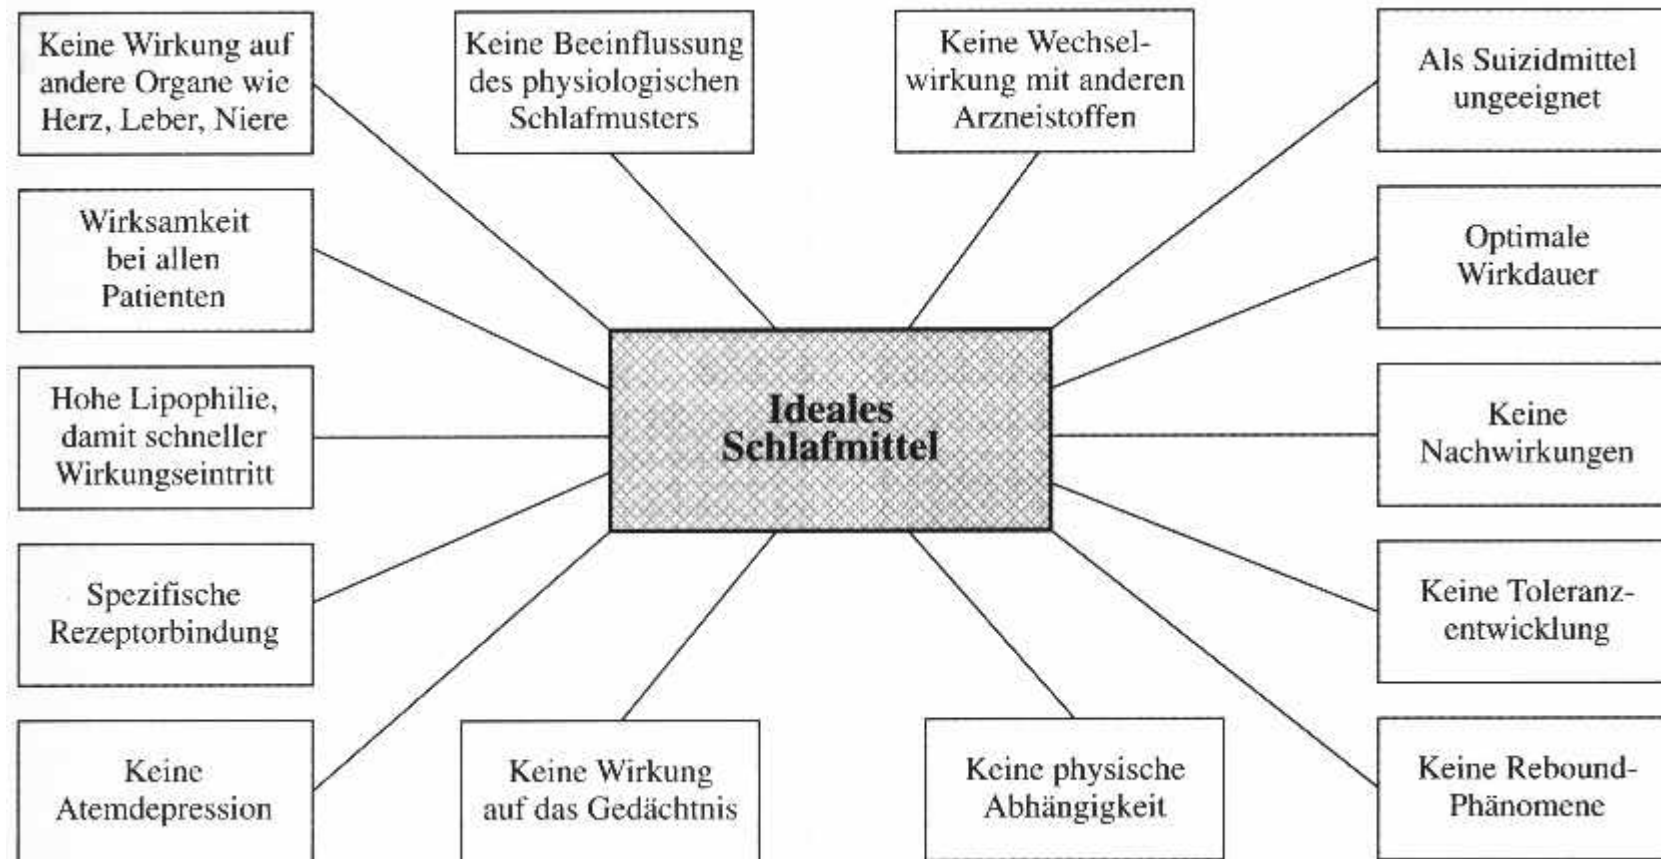 Keine Wirkung auf
andere Organe wie
Herz, Leber, Niere
Keine Beeinflussung
des physiologischen
Schlafmusters
Keine Wechsel-
wirkung mit anderen
Arzneistoffen
Als Suizidmittel
ungeeignet
Wirksamkeit
bei allen
Patienten
Optimale
Wirkdauer
Hohe Lipophilie,
damit schneller
Wirkungseintritt
Ideales
Schlafmittel
Keine
Nachwirkungen
Spezifische
Rezeptorbindung
Keine Toleranz-
entwicklung
Keine
Atemdepression
Keine Wirkung
auf das Gedächtnis
Keine physische
Abhängigkeit
Keine Rebound-
Phänomene